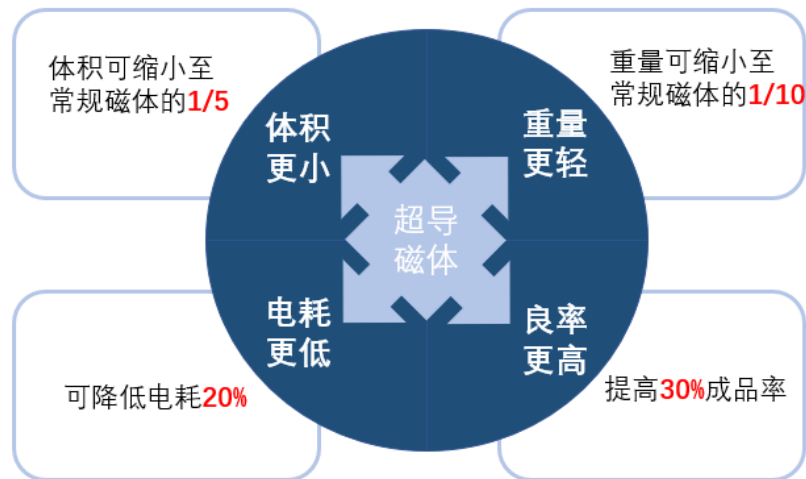 体积可缩小至
常规磁体的1/5
重量可缩小至
常规磁体的1/10
体积
更小
重量
更轻
超导
磁体
电耗
更低
良率
更高
可降低电耗20%
提高30%成品率